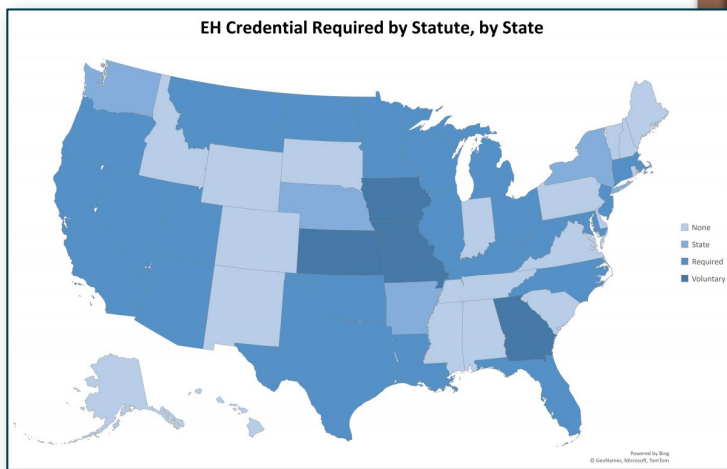 EH Credential Required by Statute, by State
None
State
Required
Voluntary
Powered by Bing
© GeoNames, Microsoft, TomTom